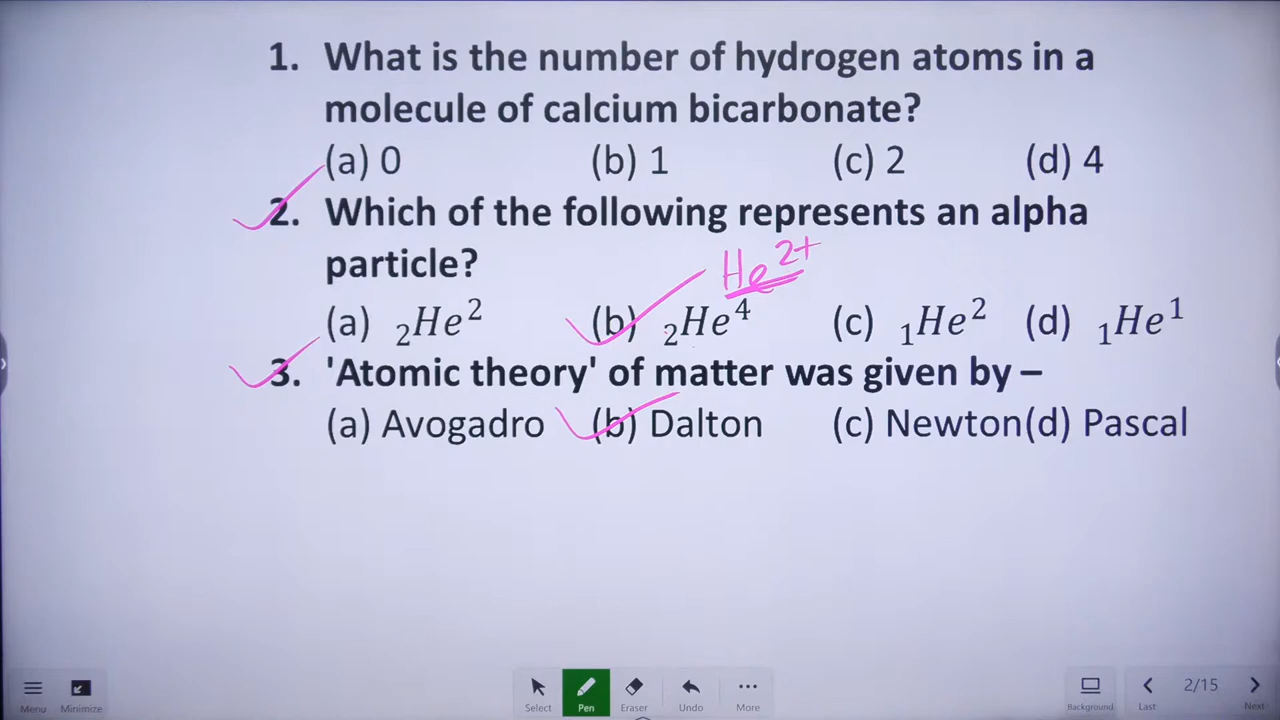 1. What is the number of hydrogen atoms in a
molecule of calcium bicarbonate?
(a) 0 (b) 1 (c) 2 (d) 4
2. Which of the following represents an alpha
particle?
He²⁺
(a) ₂He² (b) ₂He⁴ (c) ₁He² (d) ₁He¹
3. 'Atomic theory' of matter was given by –
(a) Avogadro (b) Dalton (c) Newton(d) Pascal
Menu Minimize Select Pen Eraser Undo More Background Last 2/15 Next